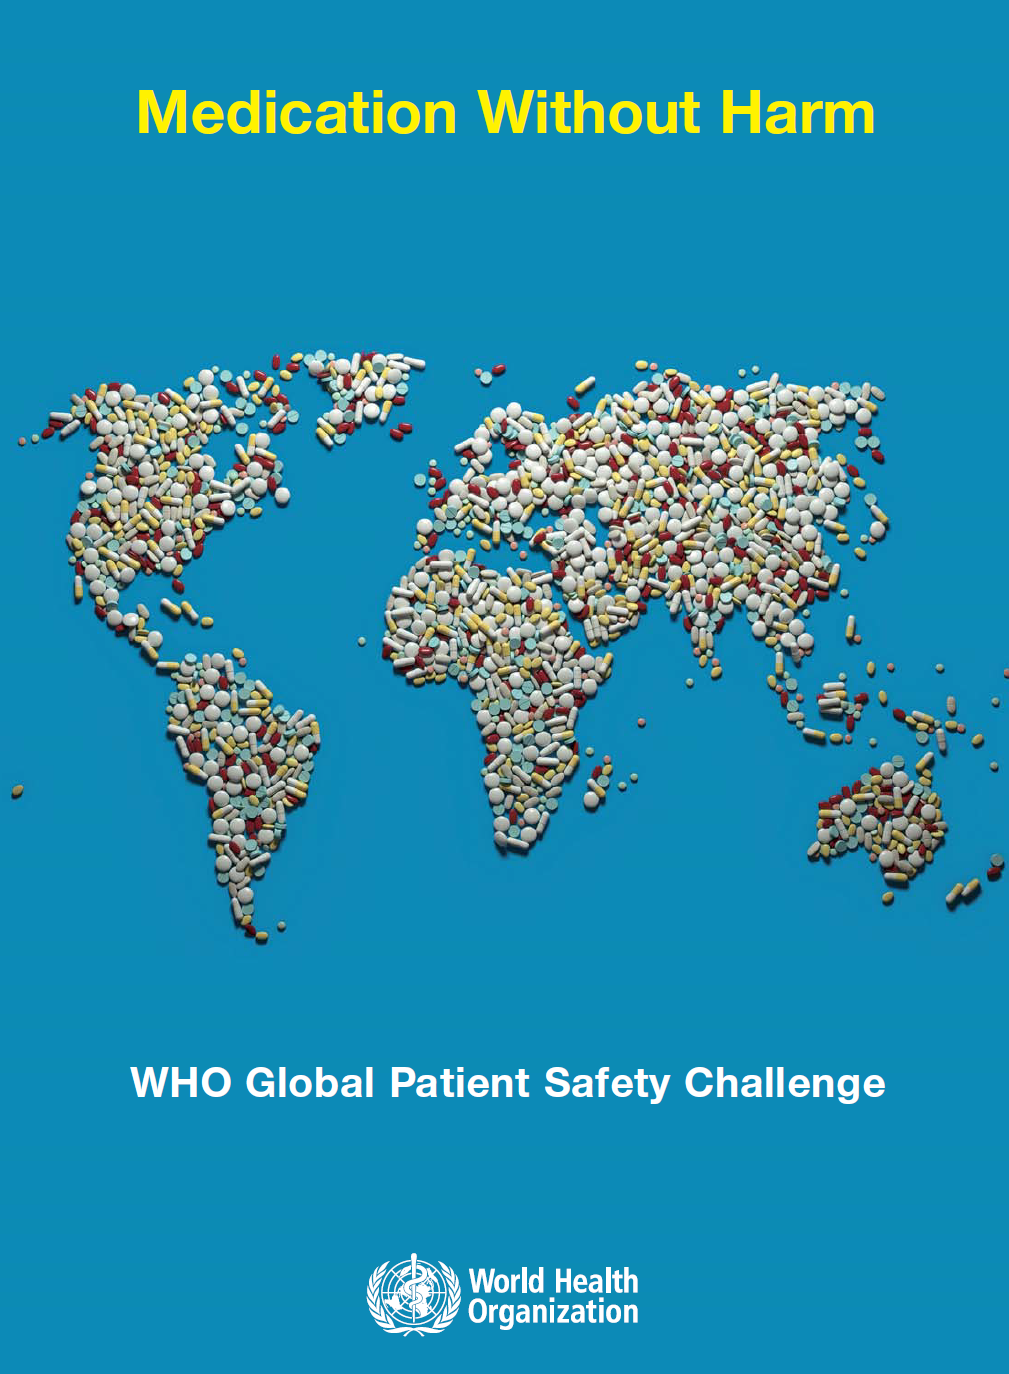 Medication Without Harm
WHO Global Patient Safety Challenge
World Health
Organization